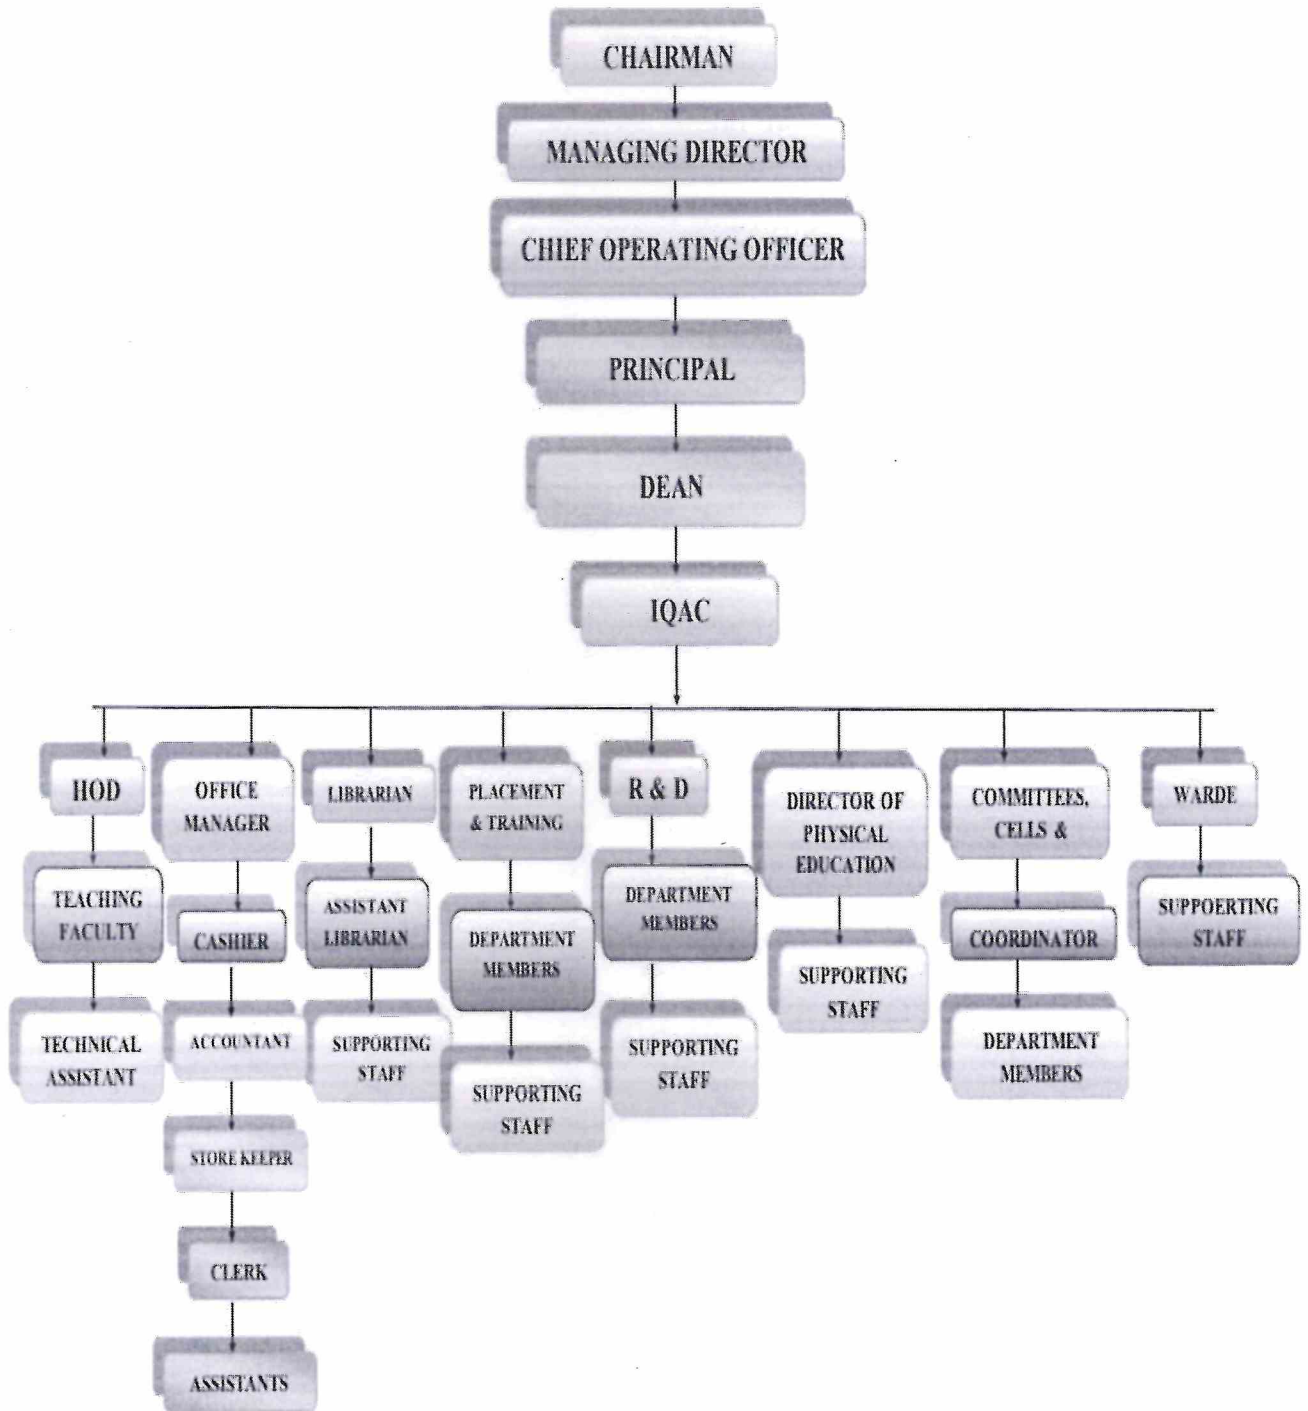 CHAIRMAN
MANAGING DIRECTOR
CHIEF OPERATING OFFICER
PRINCIPAL
DEAN
IQAC
HOD
OFFICE
MANAGER
LIBRARIAN
PLACEMENT
& TRAINING
R & D
DIRECTOR OF
PHYSICAL
EDUCATION
COMMITTEES,
CELLS &
WARDE
TEACHING
FACULTY
CASHIER
ASSISTANT
LIBRARIAN
DEPARTMENT
MEMBERS
DEPARTMENT
MEMBERS
SUPPORTING
STAFF
COORDINATOR
SUPPOERTING
STAFF
TECHNICAL
ASSISTANT
ACCOUNTANT
SUPPORTING
STAFF
SUPPORTING
STAFF
SUPPORTING
STAFF
DEPARTMENT
MEMBERS
STORE KEEPER
CLERK
ASSISTANTS